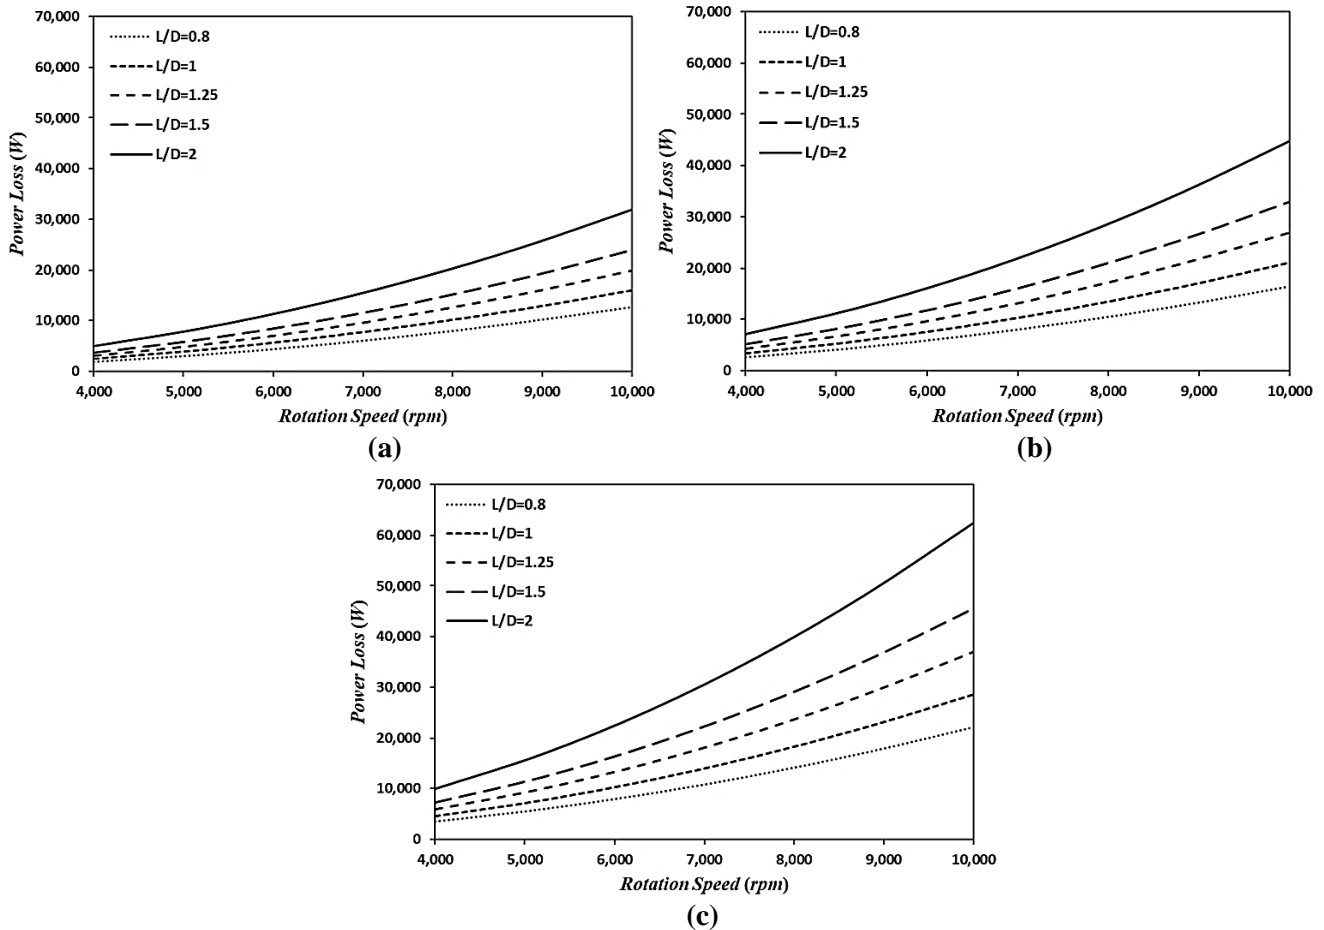 70,000
60,000
50,000
40,000
30,000
20,000
10,000
0
Power Loss (W)
L/D=0.8
L/D=1
L/D=1.25
L/D=1.5
L/D=2
4,000 5,000 6,000 7,000 8,000 9,000 10,000
Rotation Speed (rpm)
(a)
70,000
60,000
50,000
40,000
30,000
20,000
10,000
0
Power Loss (W)
L/D=0.8
L/D=1
L/D=1.25
L/D=1.5
L/D=2
4,000 5,000 6,000 7,000 8,000 9,000 10,000
Rotation Speed (rpm)
(b)
70,000
60,000
50,000
40,000
30,000
20,000
10,000
0
Power Loss (W)
L/D=0.8
L/D=1
L/D=1.25
L/D=1.5
L/D=2
4,000 5,000 6,000 7,000 8,000 9,000 10,000
Rotation Speed (rpm)
(c)